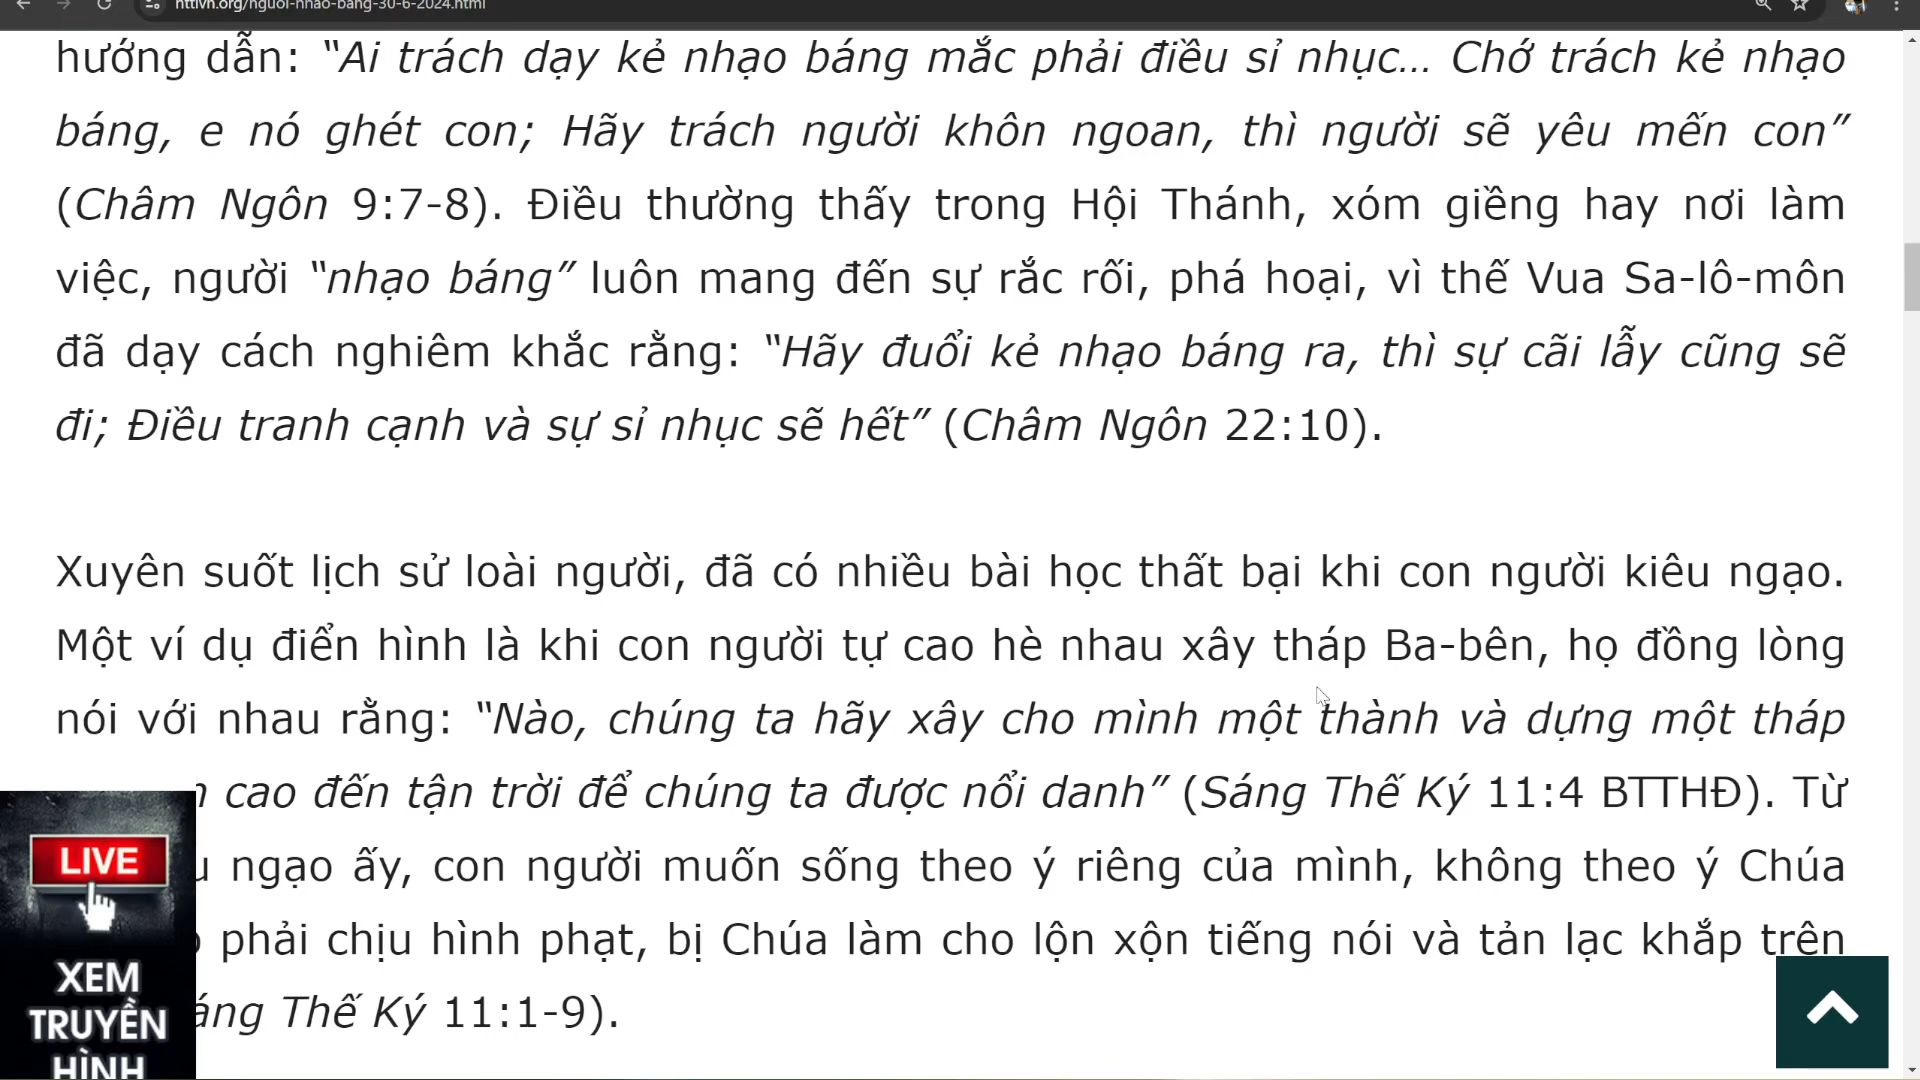 httlvn.org/nguoi-nhao-bang-30-6-2024.html
hướng dẫn: “Ai trách dạy kẻ nhạo báng mắc phải điều sỉ nhục… Chớ trách kẻ nhạo
báng, e nó ghét con; Hãy trách người khôn ngoan, thì người sẽ yêu mến con”
(Châm Ngôn 9:7-8). Điều thường thấy trong Hội Thánh, xóm giềng hay nơi làm
việc, người “nhạo báng” luôn mang đến sự rắc rối, phá hoại, vì thế Vua Sa-lô-môn
đã dạy cách nghiêm khắc rằng: “Hãy đuổi kẻ nhạo báng ra, thì sự cãi lẫy cũng sẽ
đi; Điều tranh cạnh và sự sỉ nhục sẽ hết” (Châm Ngôn 22:10).
Xuyên suốt lịch sử loài người, đã có nhiều bài học thất bại khi con người kiêu ngạo.
Một ví dụ điển hình là khi con người tự cao hè nhau xây tháp Ba-bên, họ đồng lòng
nói với nhau rằng: “Nào, chúng ta hãy xây cho mình một thành và dựng một tháp
cao đến tận trời để chúng ta được nổi danh” (Sáng Thế Ký 11:4 BTTHĐ). Từ
ngạo ấy, con người muốn sống theo ý riêng của mình, không theo ý Chúa
phải chịu hình phạt, bị Chúa làm cho lộn xộn tiếng nói và tản lạc khắp trên
áng Thế Ký 11:1-9).
LIVE
XEM
TRUYỀN
HÌNH